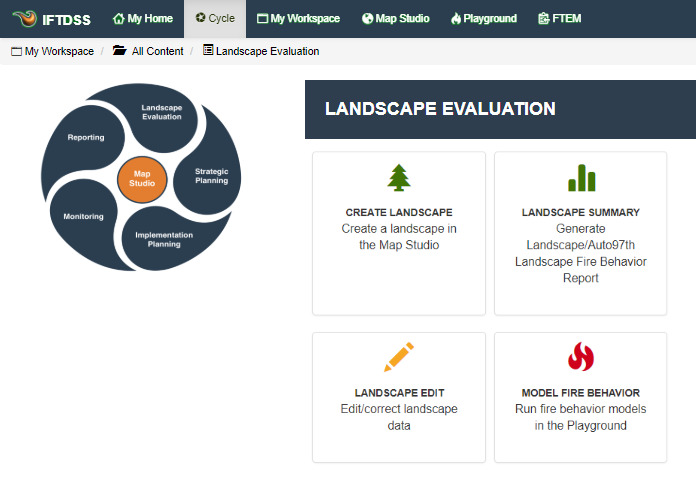 IFTDSS My Home Cycle My Workspace Map Studio Playground FTEM
My Workspace / All Content / Landscape Evaluation
Landscape
Evaluation
Reporting
Map
Studio
Strategic
Planning
Monitoring
Implementation
Planning
LANDSCAPE EVALUATION
CREATE LANDSCAPE
Create a landscape in
the Map Studio
LANDSCAPE SUMMARY
Generate
Landscape/Auto97th
Landscape Fire Behavior
Report
LANDSCAPE EDIT
Edit/correct landscape
data
MODEL FIRE BEHAVIOR
Run fire behavior models
in the Playground